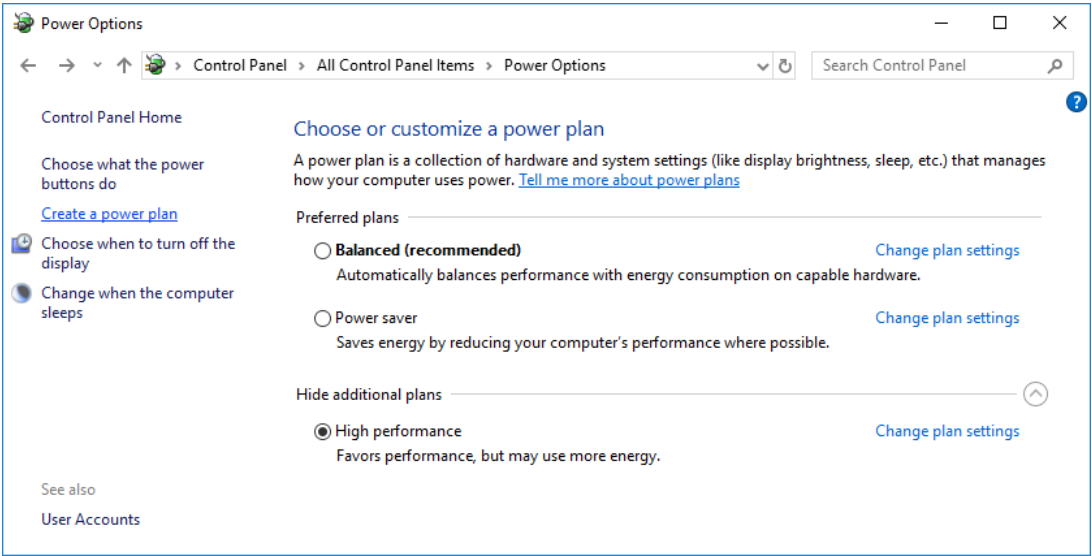 Power Options
Control Panel > All Control Panel Items > Power Options
Search Control Panel
Control Panel Home
Choose what the power
buttons do
Create a power plan
Choose when to turn off the
display
Change when the computer
sleeps
See also
User Accounts
?
Choose or customize a power plan
A power plan is a collection of hardware and system settings (like display brightness, sleep, etc.) that manages
how your computer uses power. Tell me more about power plans
Preferred plans
Balanced (recommended) Change plan settings
Automatically balances performance with energy consumption on capable hardware.
Power saver Change plan settings
Saves energy by reducing your computer's performance where possible.
Hide additional plans
High performance Change plan settings
Favors performance, but may use more energy.